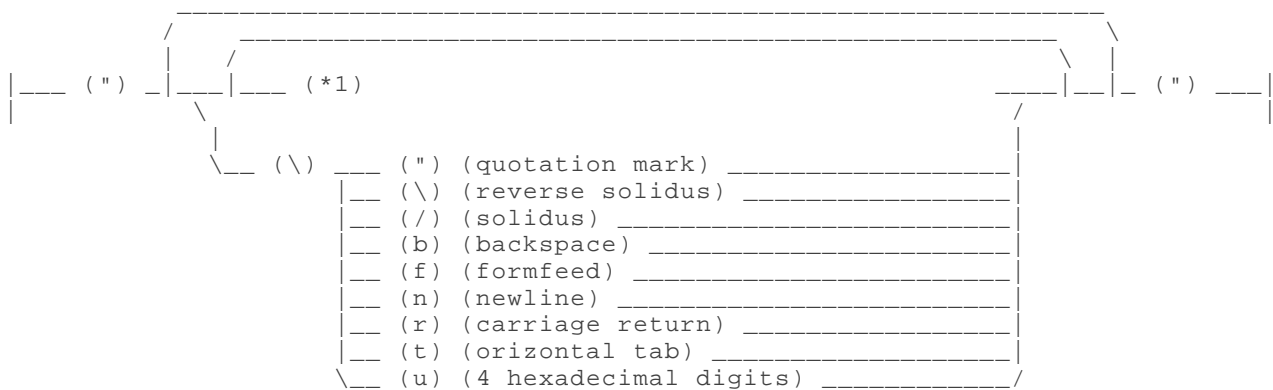 (") (*1) (")
(\) (") (quotation mark)
(\) (reverse solidus)
(/) (solidus)
(b) (backspace)
(f) (formfeed)
(n) (newline)
(r) (carriage return)
(t) (orizontal tab)
(u) (4 hexadecimal digits)